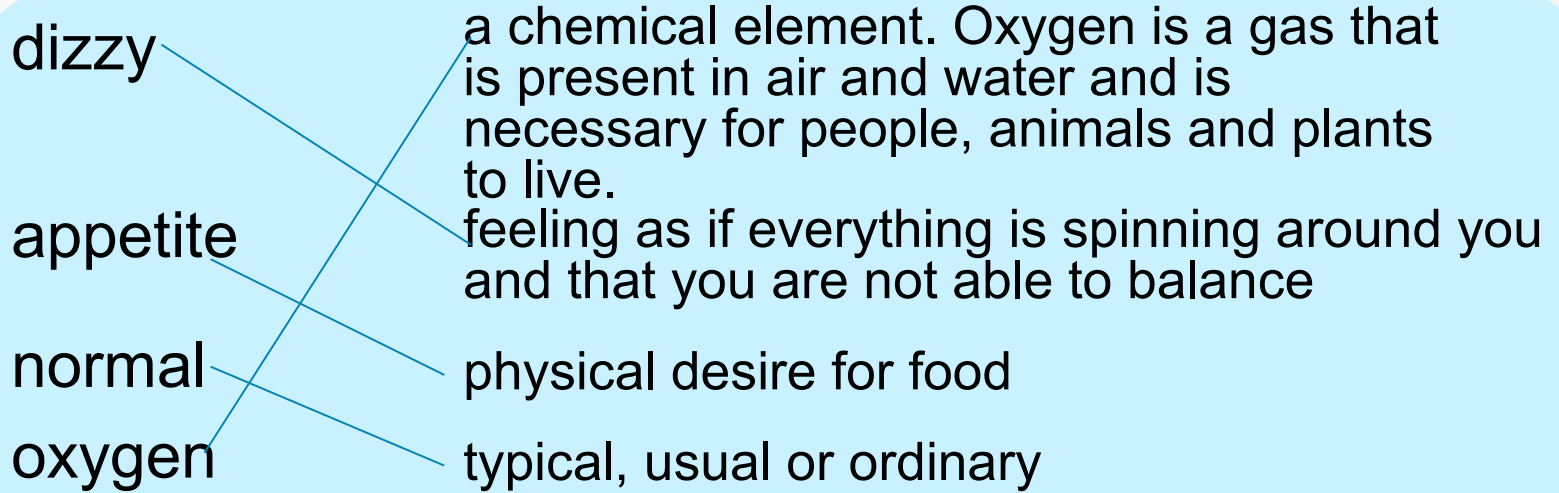 dizzy
a chemical element. Oxygen is a gas that
is present in air and water and is
necessary for people, animals and plants
to live.
appetite
feeling as if everything is spinning around you
and that you are not able to balance
normal
physical desire for food
oxygen
typical, usual or ordinary